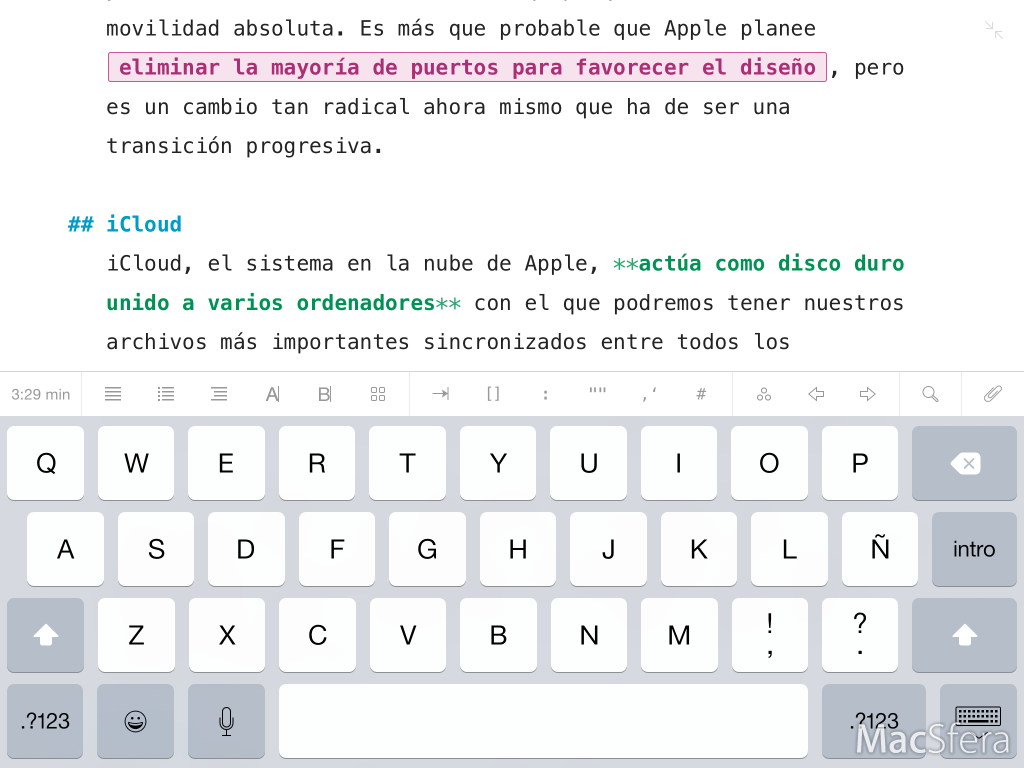 movilidad absoluta. Es más que probable que Apple planee
eliminar la mayoría de puertos para favorecer el diseño, pero
es un cambio tan radical ahora mismo que ha de ser una
transición progresiva.
## iCloud
iCloud, el sistema en la nube de Apple, **actúa como disco duro
unido a varios ordenadores** con el que podremos tener nuestros
archivos más importantes sincronizados entre todos los
3:29 min A| B| [] : "" ,‘ #
Q W E R T Y U I O P
A S D F G H J K L Ñ intro
Z X C V B N M ! , ? .
.?123 .?123
MacSfera